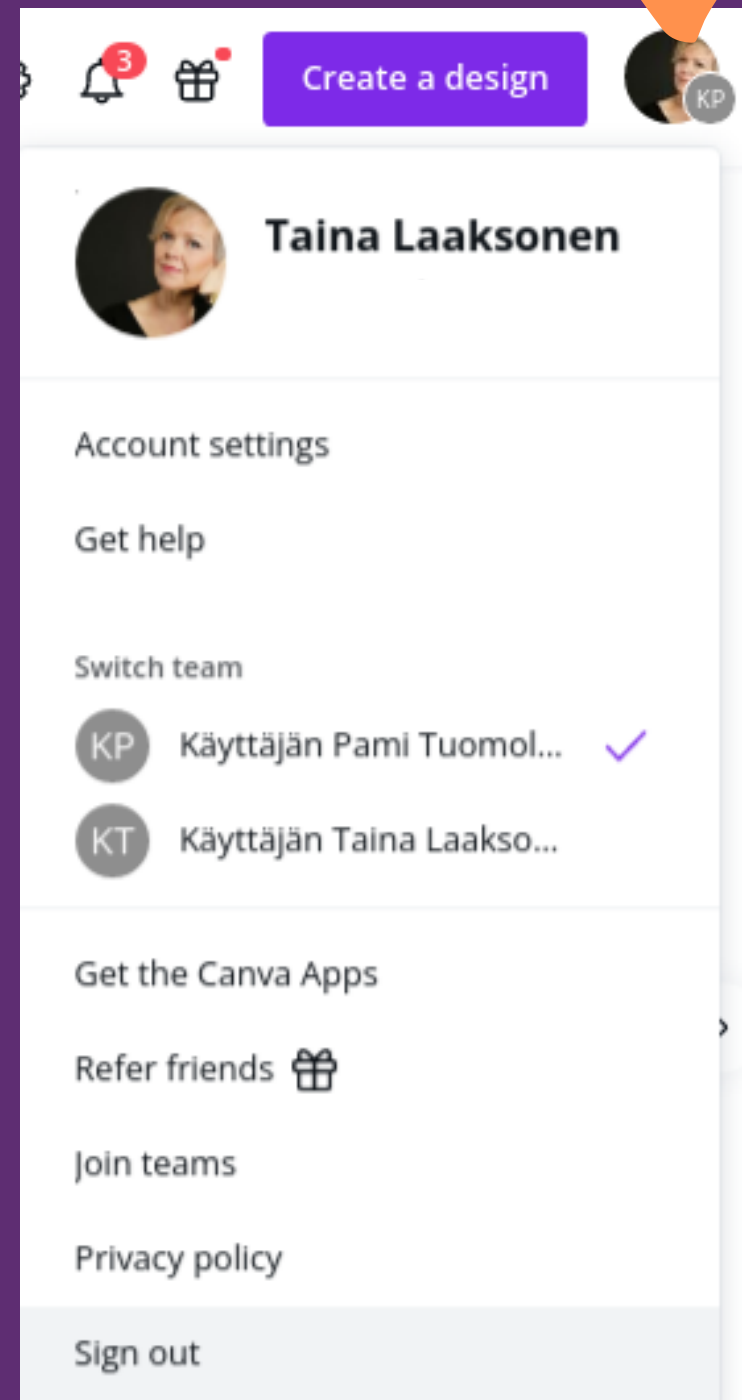 3
Create a design
KP
Taina Laaksonen
Account settings
Get help
Switch team
KP Käyttäjän Pami Tuomol...
KT Käyttäjän Taina Laakso...
Get the Canva Apps
Refer friends
Join teams
Privacy policy
Sign out